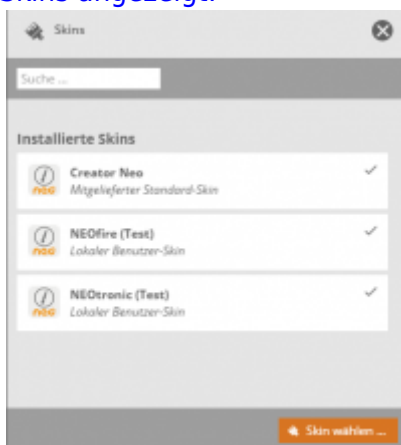 Skins angezeigt.
Skins
Suche ...
Installierte Skins
Creator Neo
Mitgelieferter Standard-Skin
NEOfire (Test)
Lokaler Benutzer-Skin
NEOtronic (Test)
Lokaler Benutzer-Skin
Skin wählen ...